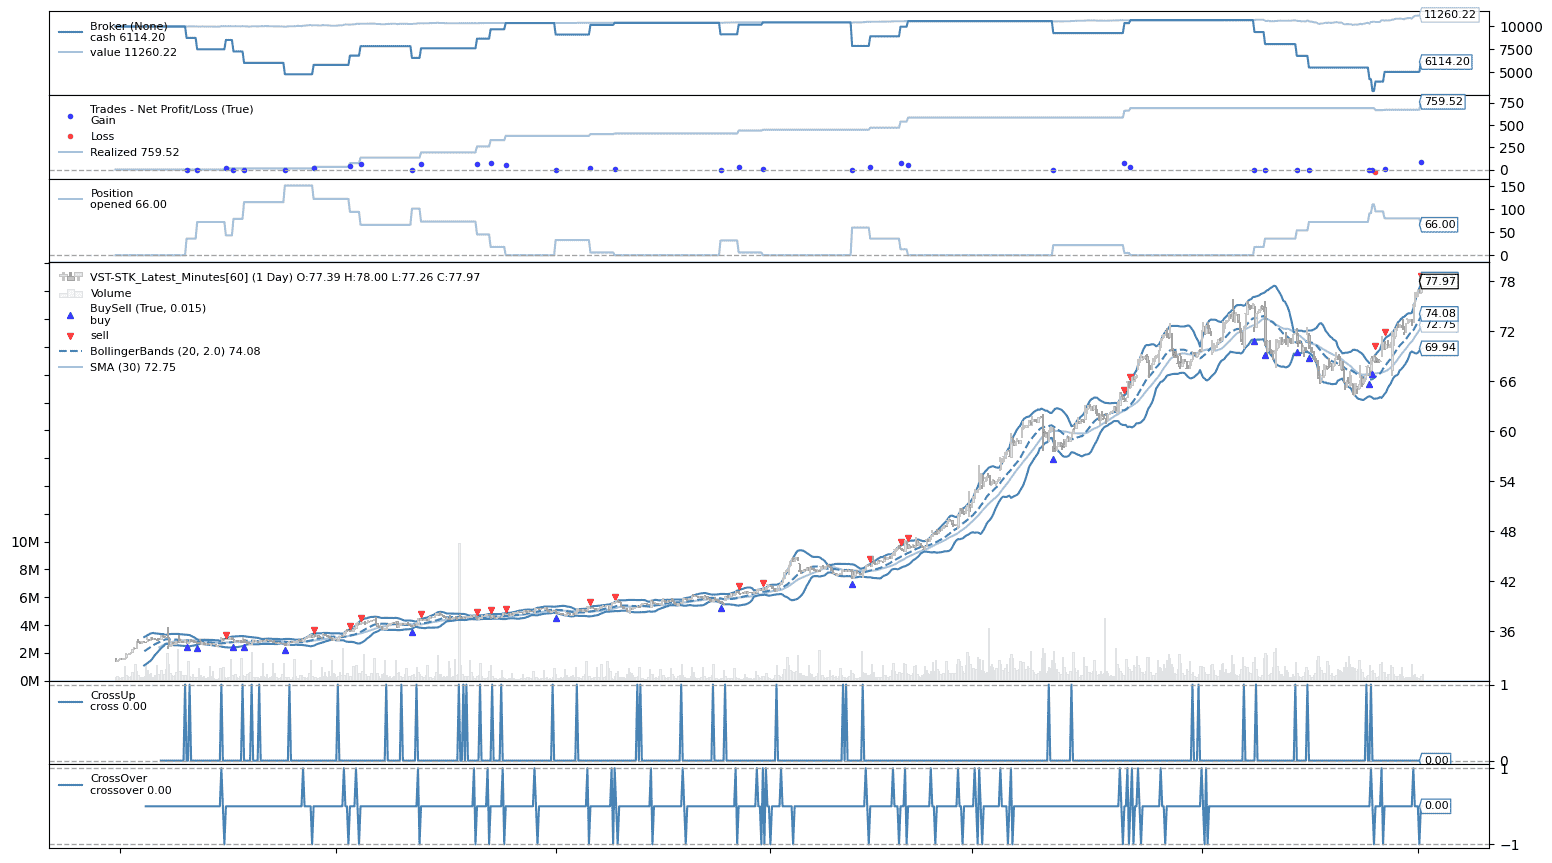 Broker (None)
cash 6114.20
value 11260.22
11260.22
10000
7500
6114.20
5000
Trades - Net Profit/Loss (True)
Gain
Loss
Realized 759.52
759.52
750
500
250
0
Position
opened 66.00
150
100
66.00
50
0
VST-STK_Latest_Minutes[60] (1 Day) O:77.39 H:78.00 L:77.26 C:77.97
Volume
BuySell (True, 0.015)
buy
sell
BollingerBands (20, 2.0) 74.08
SMA (30) 72.75
78
77.97
74.08
72.75
72
69.94
66
60
54
48
42
36
10M
8M
6M
4M
2M
0M
CrossUp
cross 0.00
1
0.00
0
CrossOver
crossover 0.00
1
0.00
−1